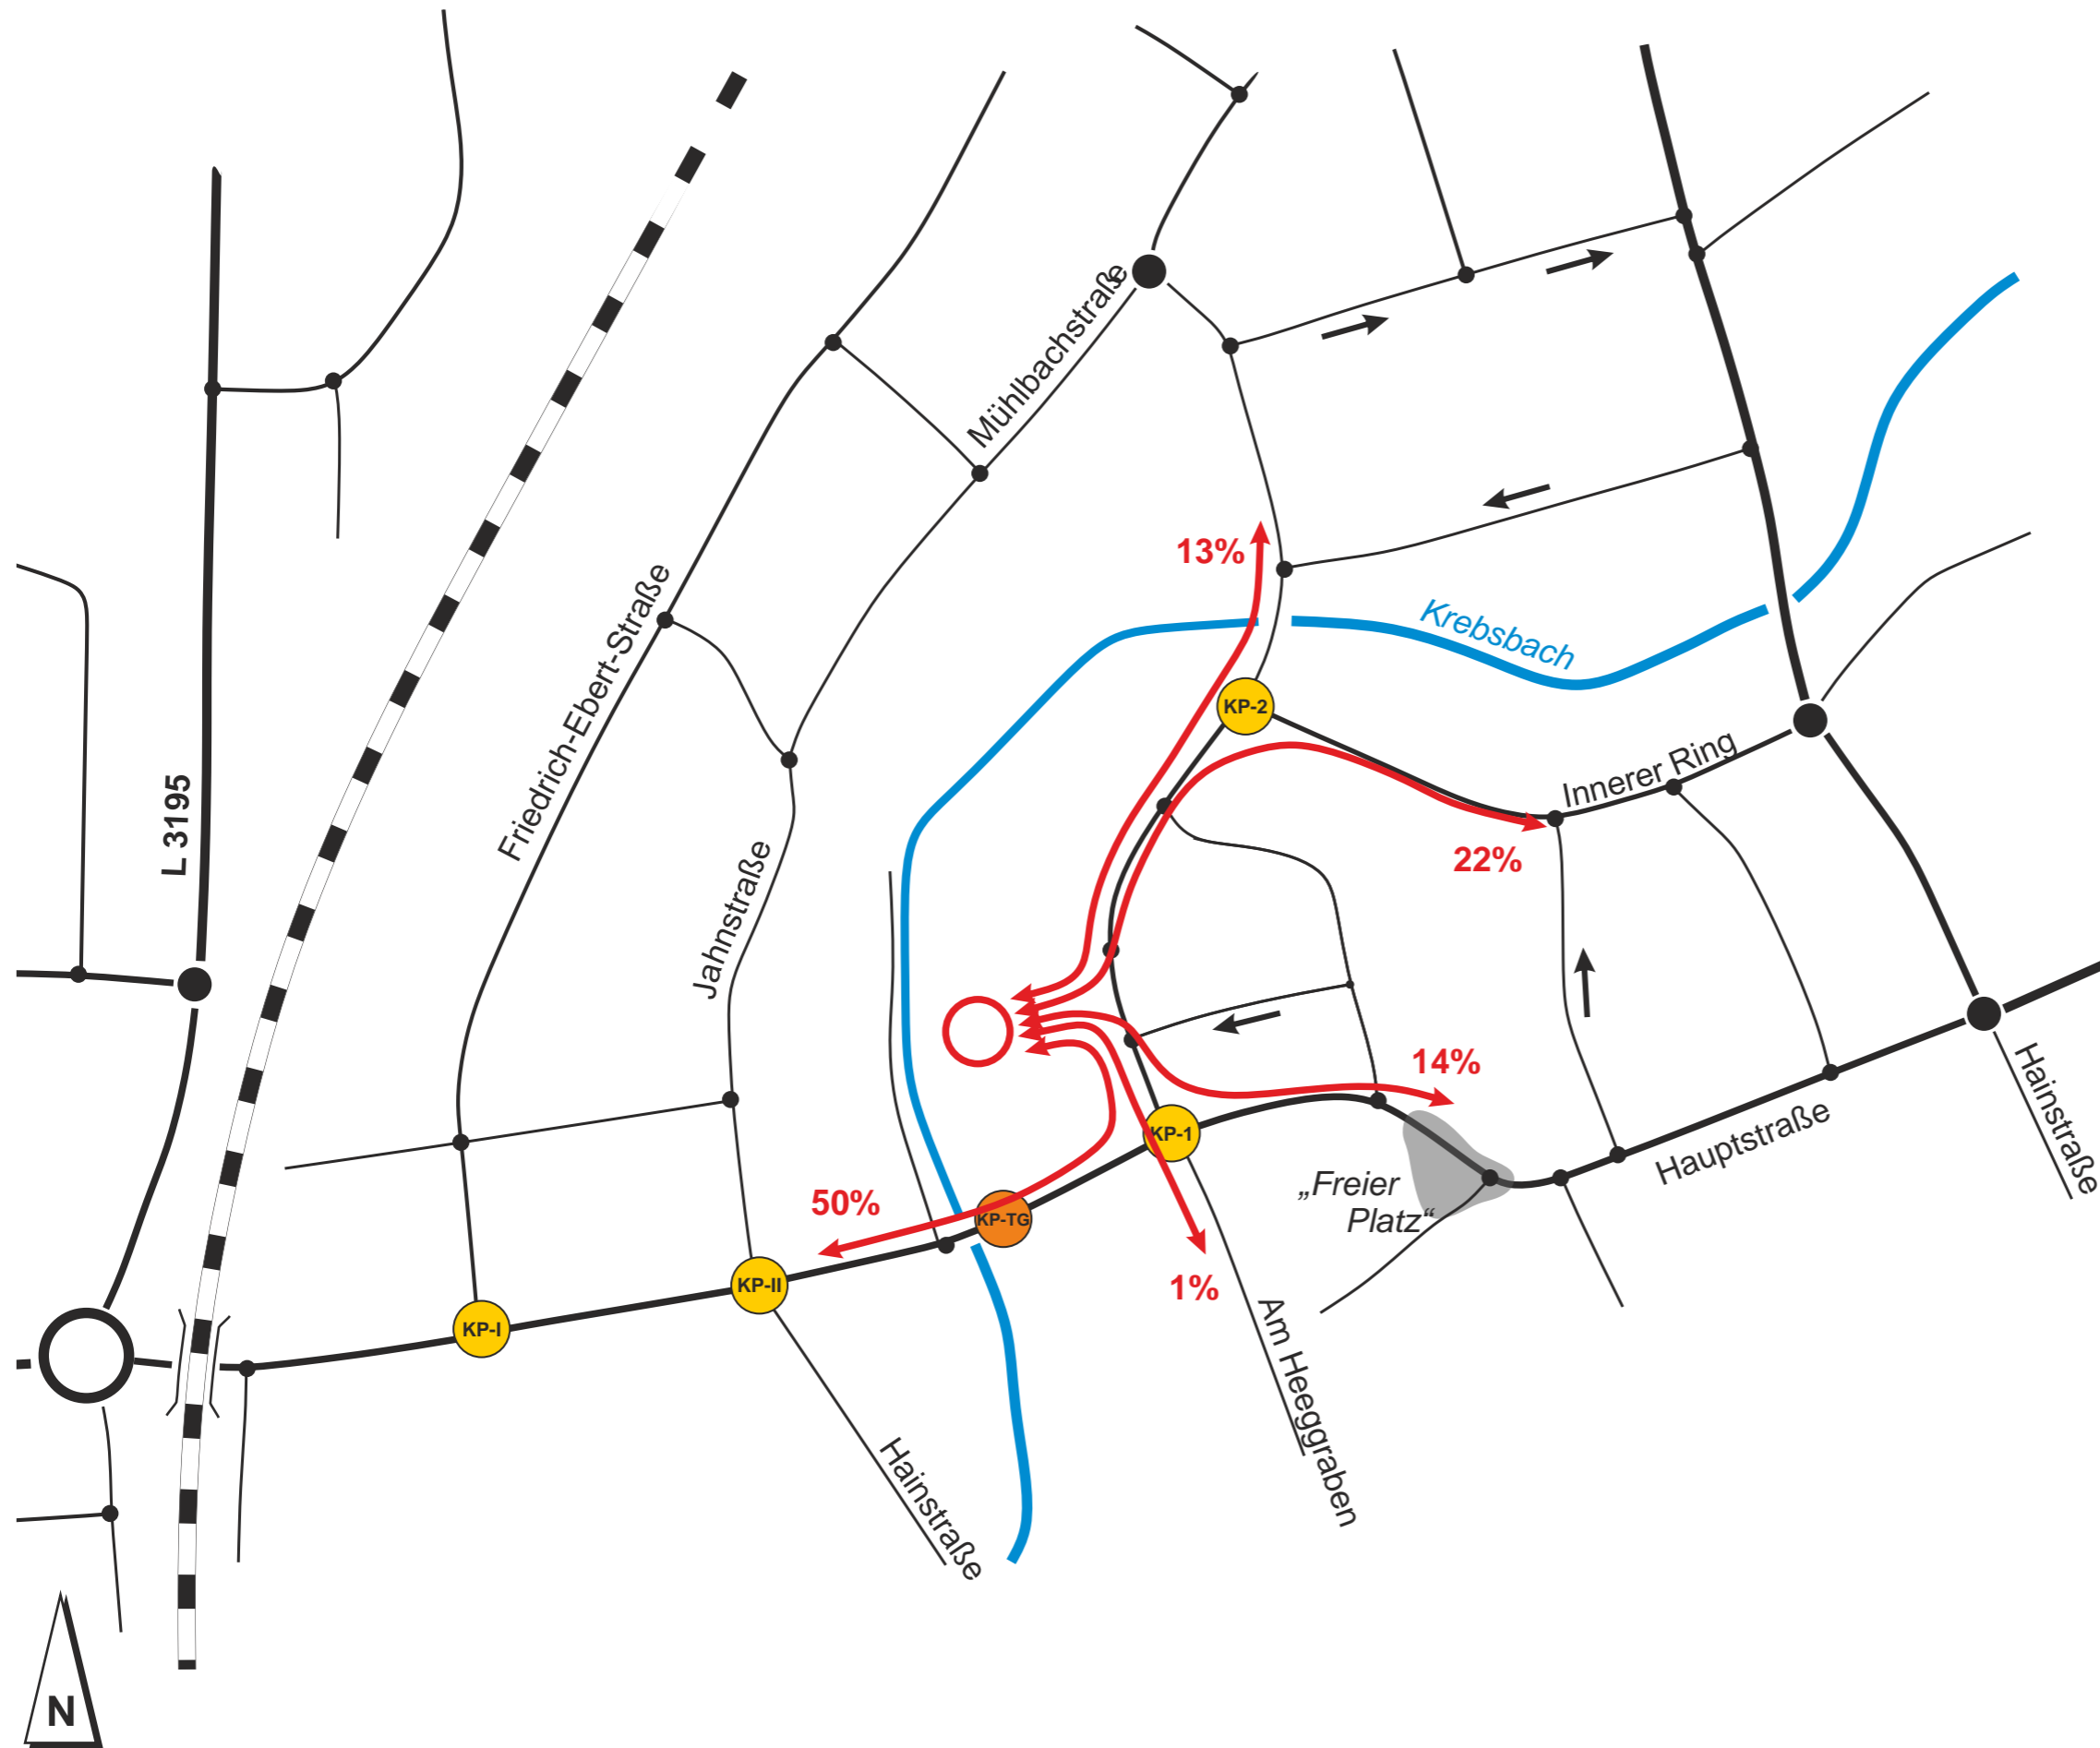 Mühlbachstraße
13%
Krebsbach
Friedrich-Ebert-Straße
KP-2
Innerer Ring
L 3195
22%
Jahnstraße
14%
Hainstraße
KP-1
Hauptstraße
„Freier
Platz“
50%
KP-TG
1%
KP-II
KP-I
Am Heeggraben
Hainstraße
N